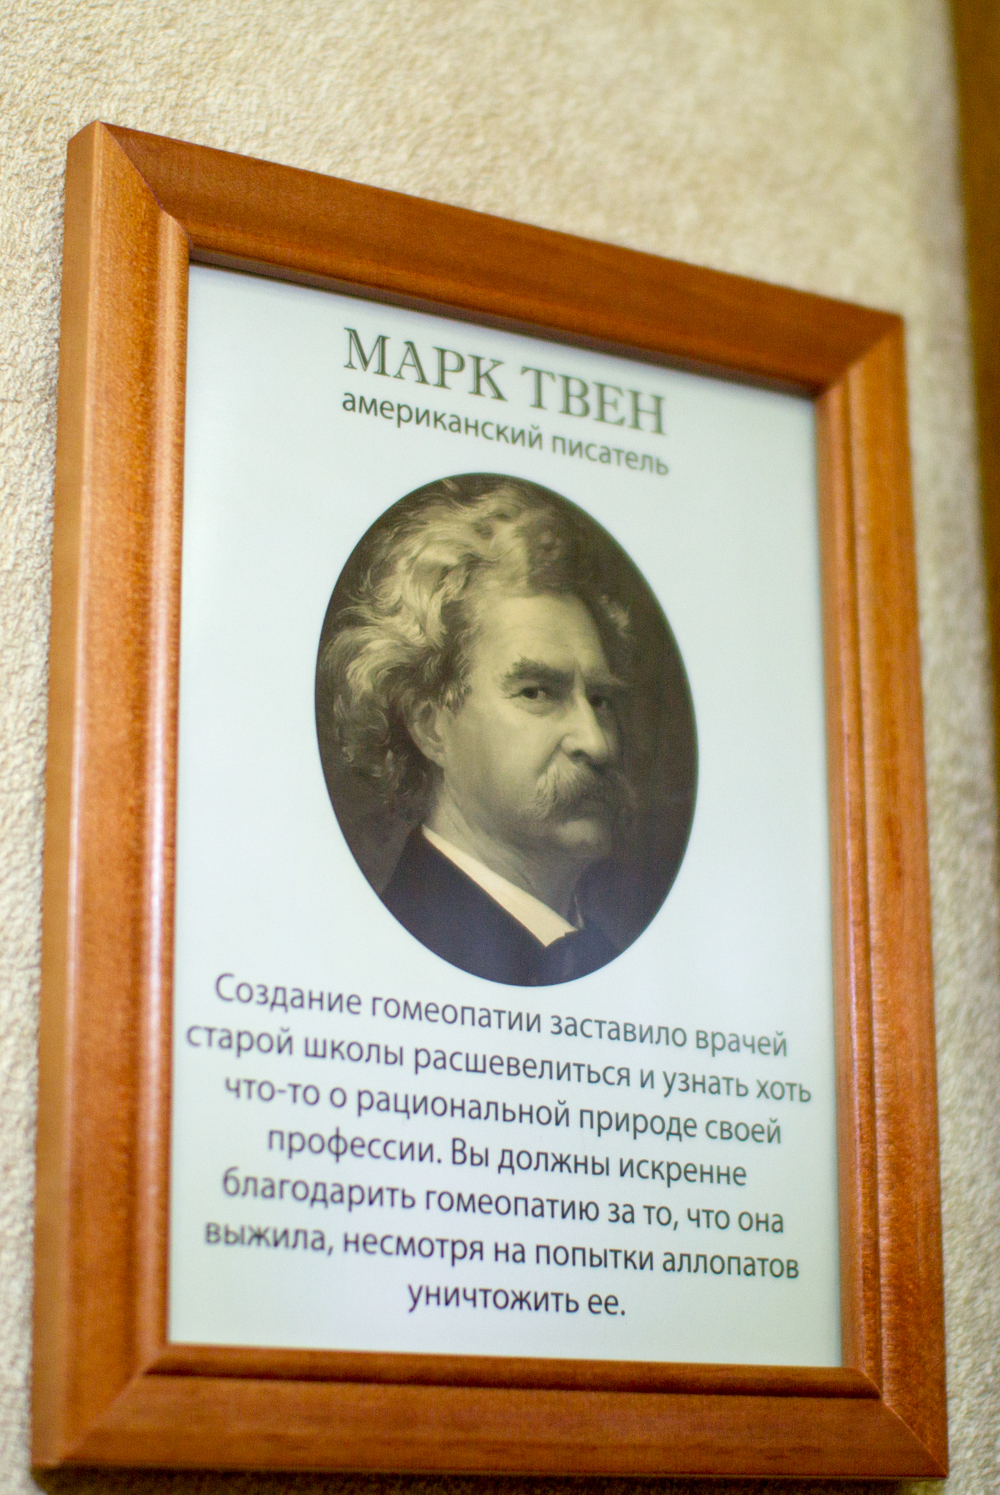 МАРК ТВЕН
американский писатель
Создание гомеопатии заставило врачей
старой школы расшевелиться и узнать хоть
что-то о рациональной природе своей
профессии. Вы должны искренне
благодарить гомеопатию за то, что она
выжила, несмотря на попытки аллопатов
уничтожить ее.